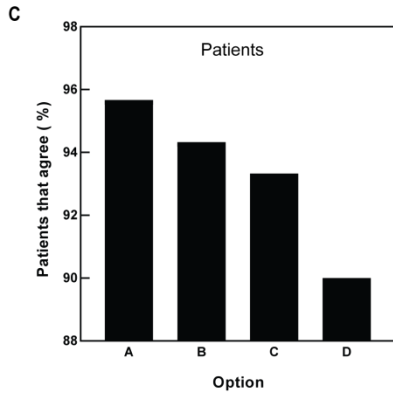 C
Patients
Patients that agree ( %)
98
96
94
92
90
88
A B C D
Option